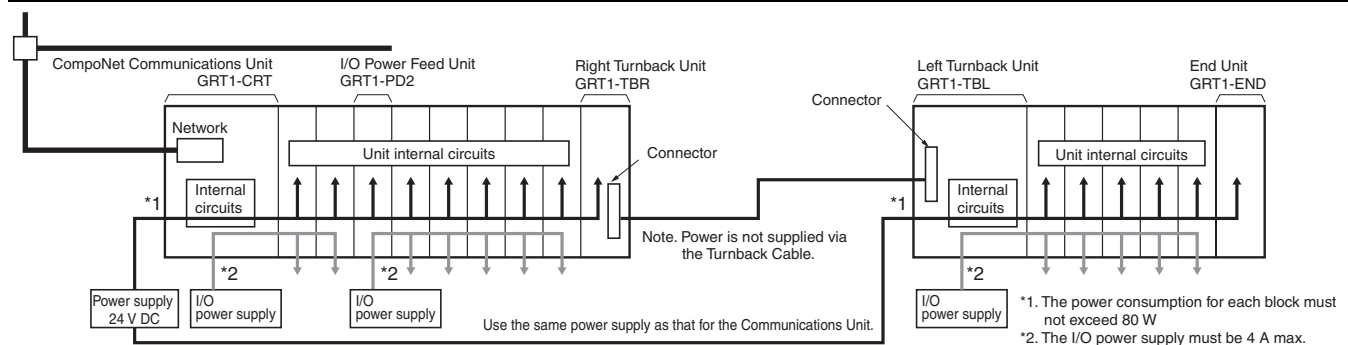 CompoNet Communications Unit
GRT1-CRT
I/O Power Feed Unit
GRT1-PD2
Right Turnback Unit
GRT1-TBR
Left Turnback Unit
GRT1-TBL
End Unit
GRT1-END
Connector
Network
Unit internal circuits
Connector
Unit internal circuits
Internal
circuits
*1
Internal
circuits
*1
Note. Power is not supplied via
the Turnback Cable.
*2
*2
*2
Power supply
24 V DC
I/O
power supply
I/O
power supply
Use the same power supply as that for the Communications Unit.
I/O
power supply
*1. The power consumption for each block must
not exceed 80 W
*2. The I/O power supply must be 4 A max.